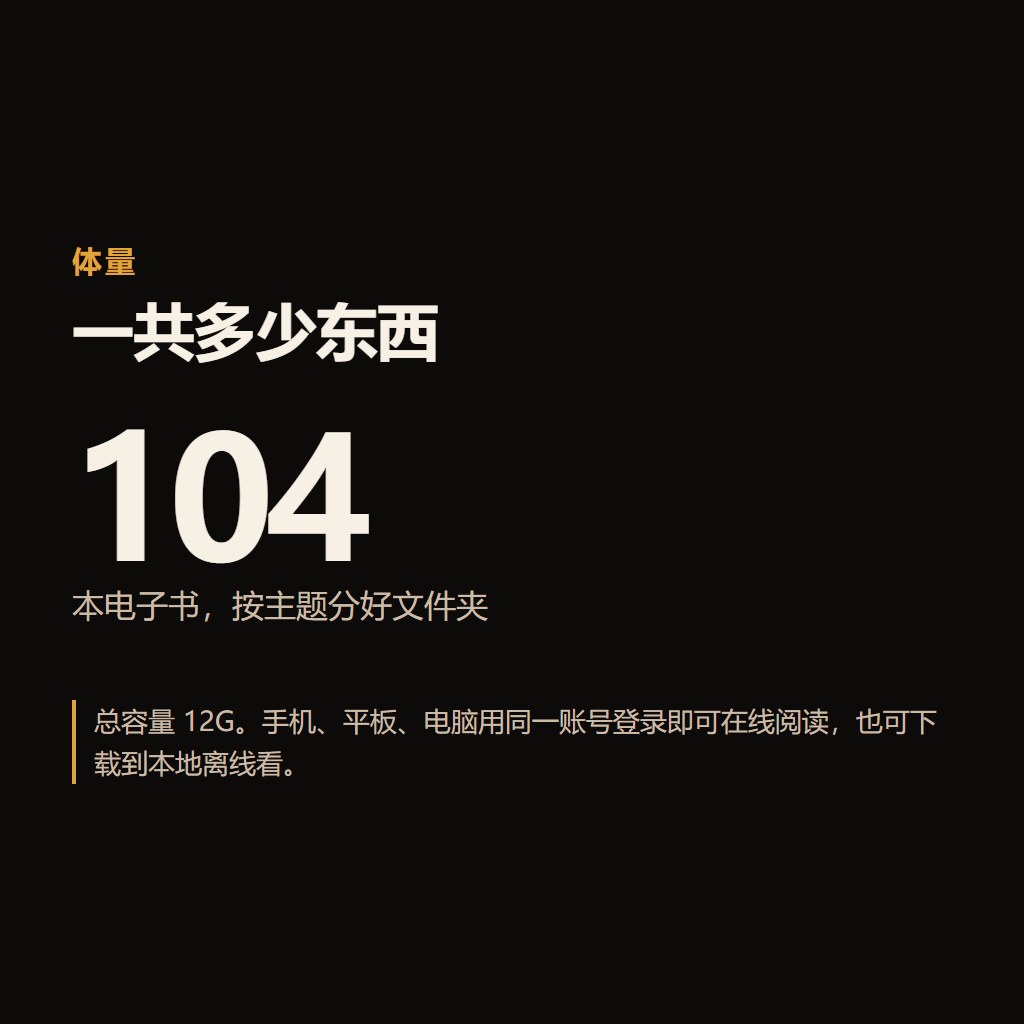 体量
一共多少东西
104
本电子书，按主题分好文件夹
总容量 12G。手机、平板、电脑用同一账号登录即可在线阅读，也可下
载到本地离线看。